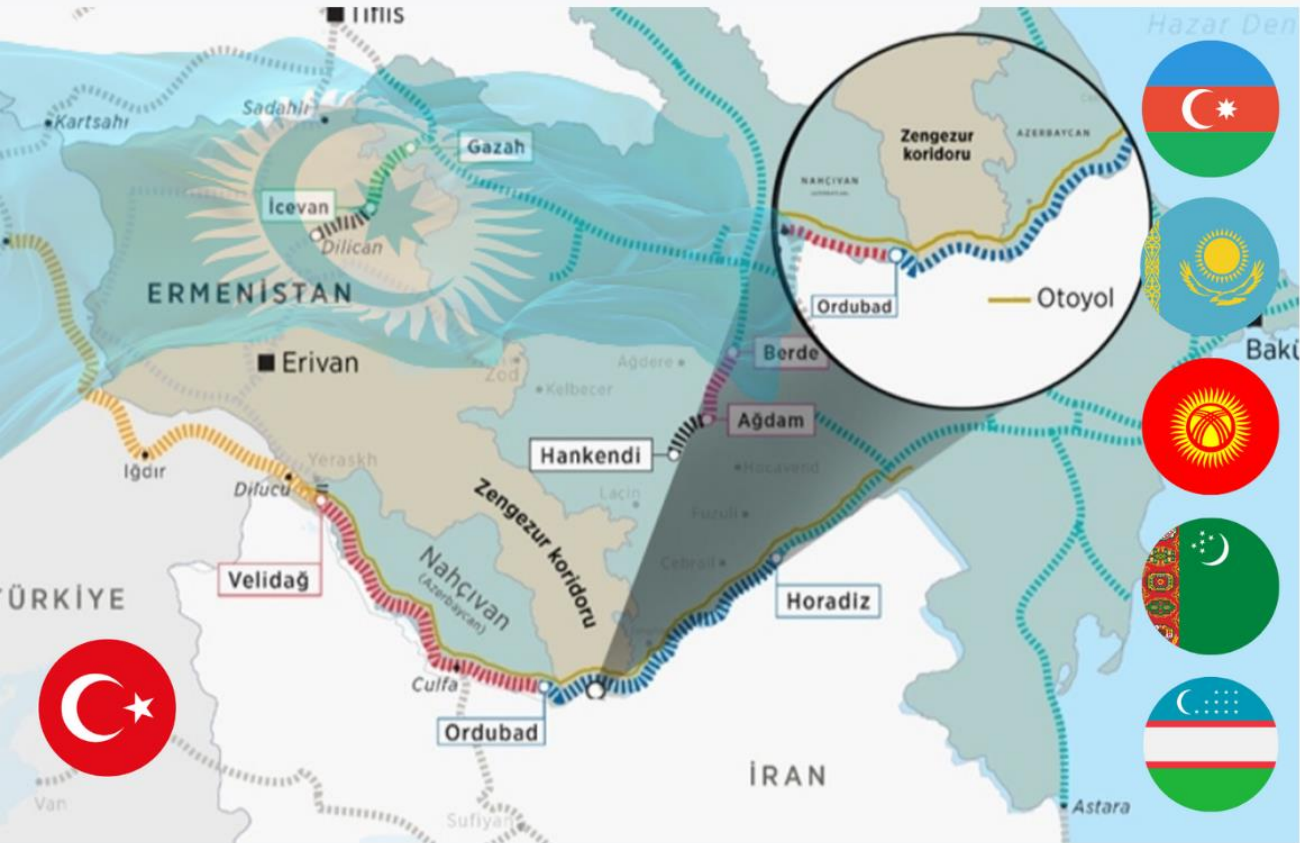 Tiflis
Hazar Den
Sadahlı
Kartsahı
Gazah
İcevan
Dilican
ERMENİSTAN
Erivan
Zod
Ağdere
Kelbecer
Berde
Ağdam
Hankendi
Hocavend
Laçin
Fuzuli
Cebrail
Iğdır
Dilucu
Yeraskh
Velidağ
Zengezur koridoru
Nahçıvan
(Azerbaycan)
Horadiz
Culfa
Ordubad
ÜRKİYE
Van
Sufiyan
İRAN
Astara
Bakü
Zengezur
koridoru
AZERBAYCAN
NAHÇIVAN
Ordubad
Otoyol